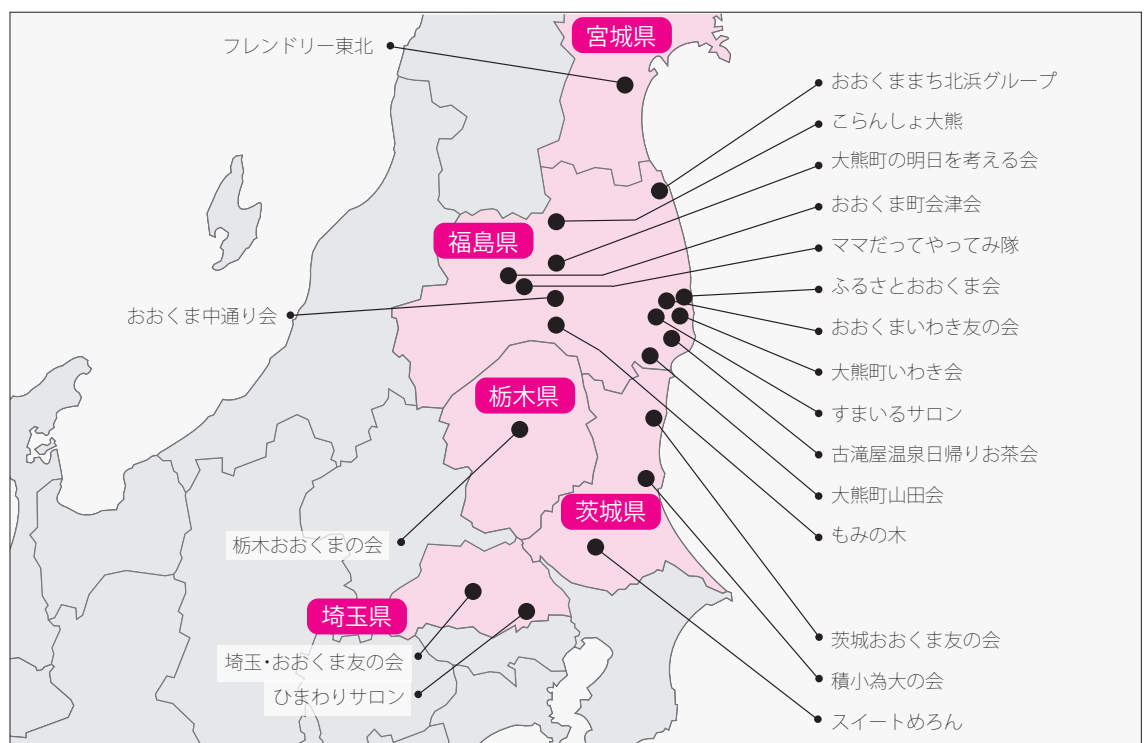 宮城県
フレンドリー東北
おおくままち北浜グループ
こらんしょ大熊
大熊町の明日を考える会
おおくま町会津会
福島県
ママだってやってみ隊
ふるさとおおくま会
おおくま中通り会
おおくまいわき友の会
大熊町いわき会
栃木県
すまいるサロン
古滝屋温泉日帰りお茶会
大熊町山田会
茨城県
もみの木
栃木おおくまの会
埼玉県
茨城おおくま友の会
埼玉・おおくま友の会
積小為大の会
ひまわりサロン
スイートめろん